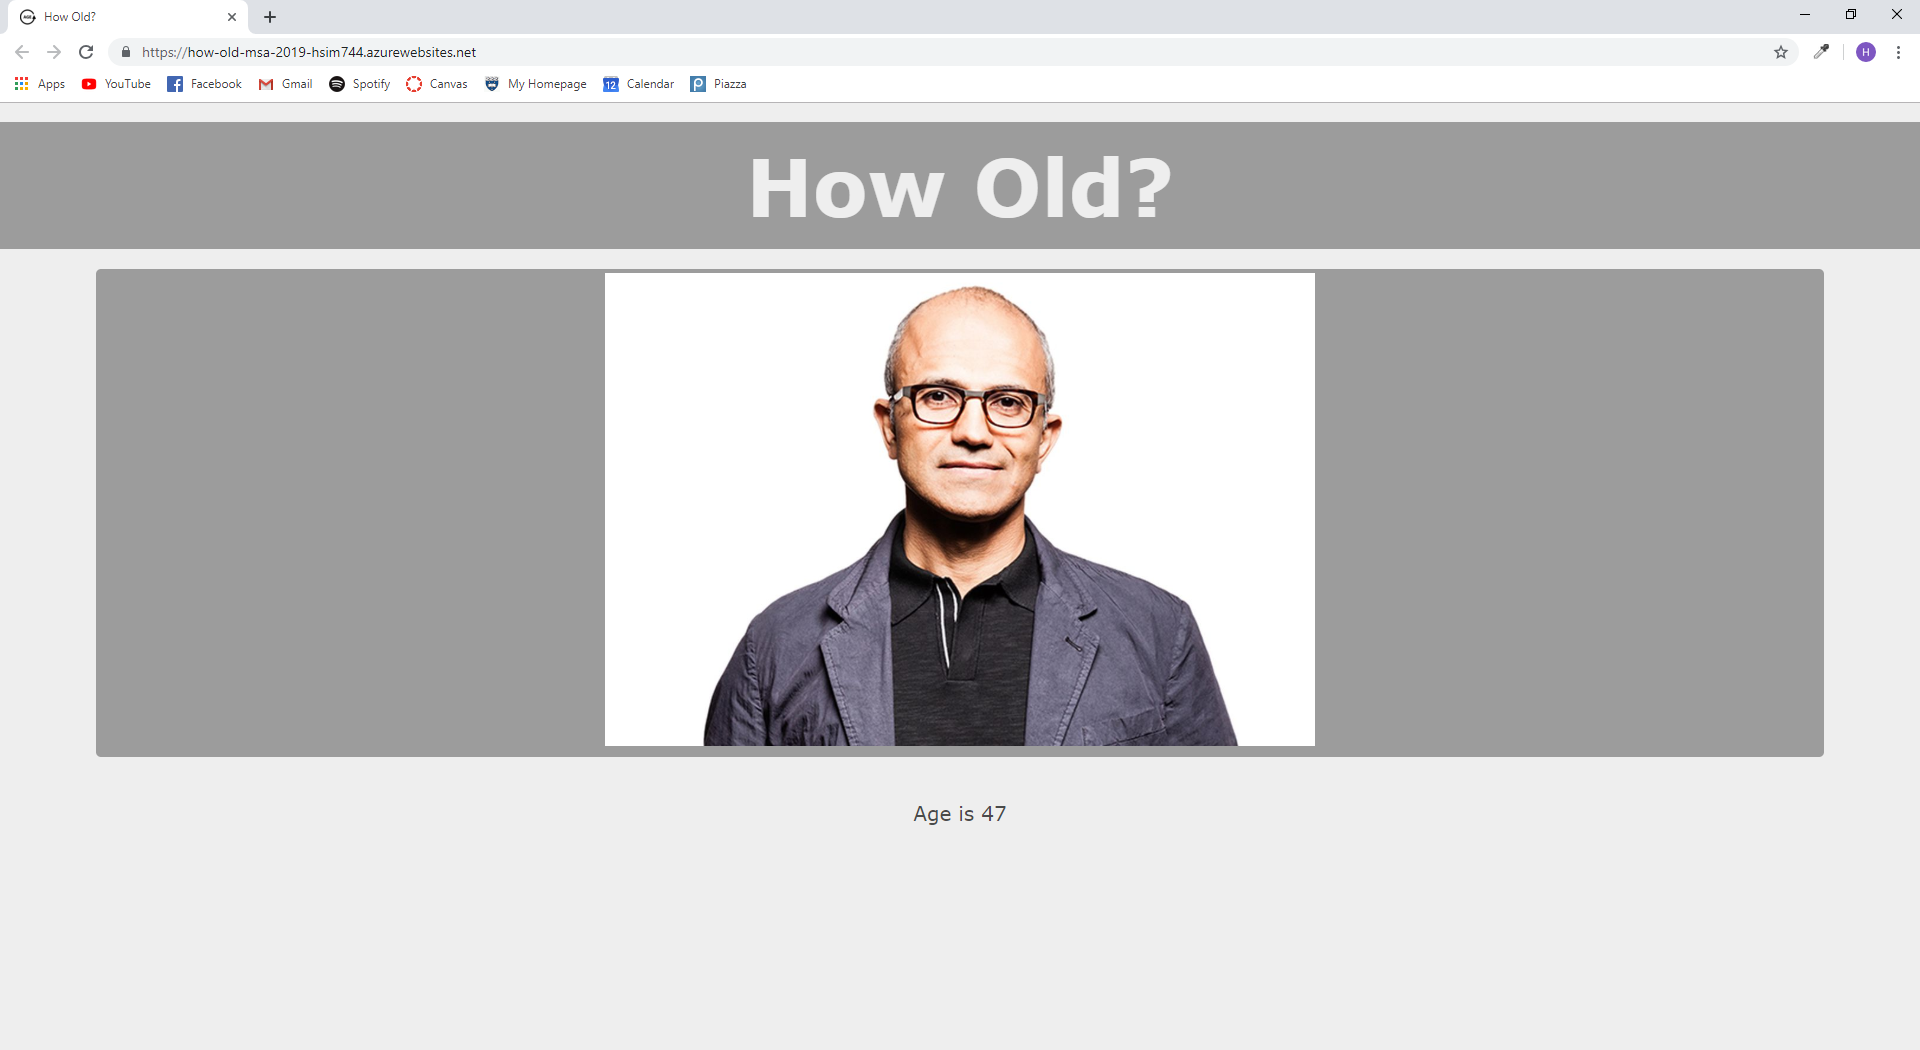 How Old?
https://how-old-msa-2019-hsim744.azurewebsites.net
H
Apps
YouTube
Facebook
Gmail
Spotify
Canvas
My Homepage
12
Calendar
Piazza
How Old?
Age is 47